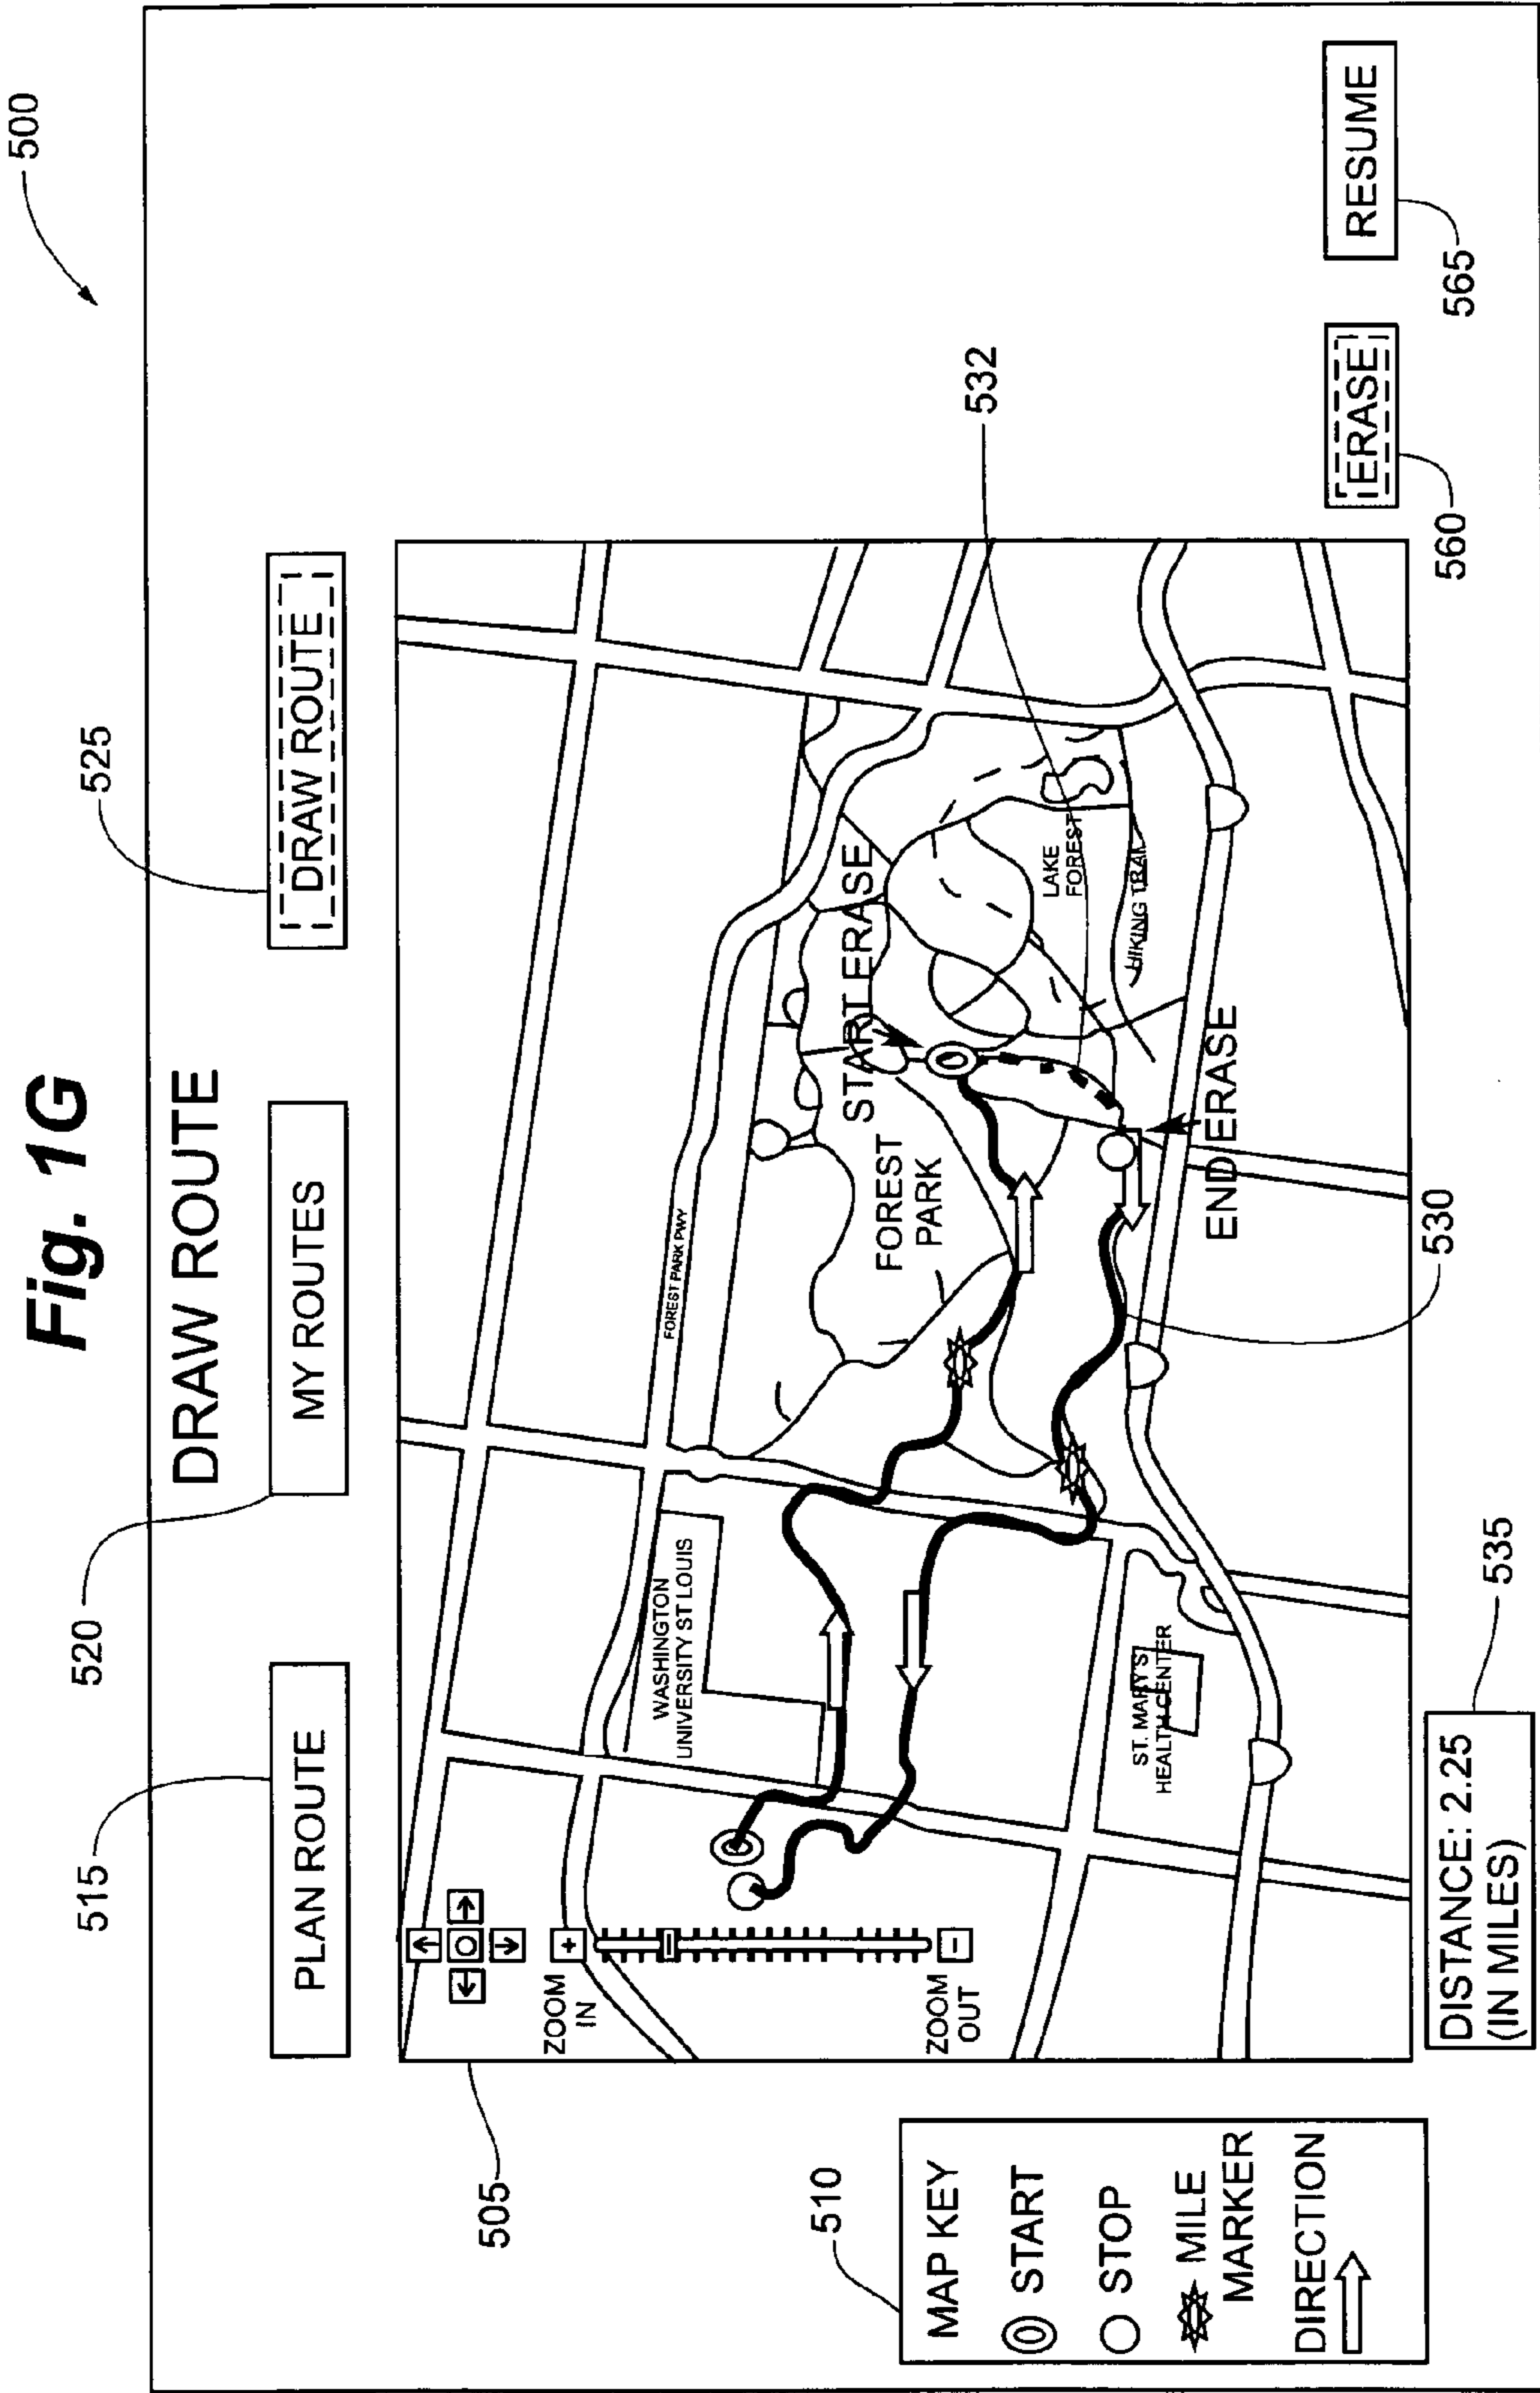 Fig. 1G
500
DRAW ROUTE
515
520
525
PLAN ROUTE
MY ROUTES
DRAW ROUTE
505
ZOOM
IN
+
ZOOM
OUT
-
FOREST PARK PWY
WASHINGTON
UNIVERSITY ST LOUIS
FOREST
PARK
START ERASE
LAKE
FOREST
HIKING TRAIL
ST. MARY'S
HEALTH CENTER
END ERASE
532
530
510
MAP KEY
START
STOP
MILE
MARKER
DIRECTION
DISTANCE: 2.25
(IN MILES)
535
ERASE
560
RESUME
565